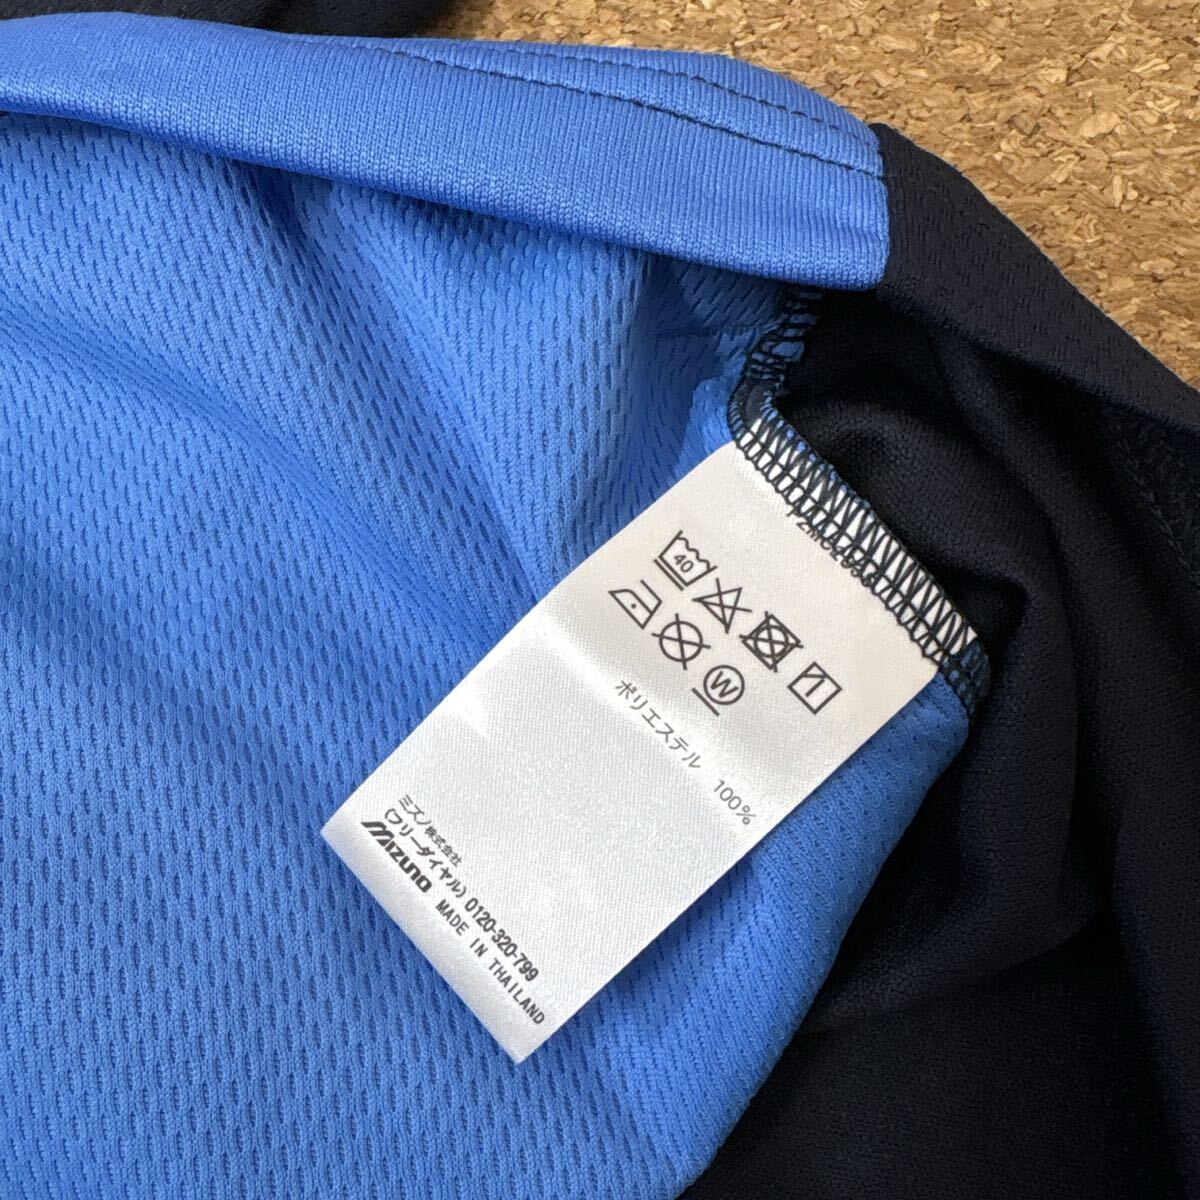 40
W
ポリエステル 100%
ミズノ株式会社
(フリーダイヤル) 0120-320-799
MIZUNO MADE IN THAILAND